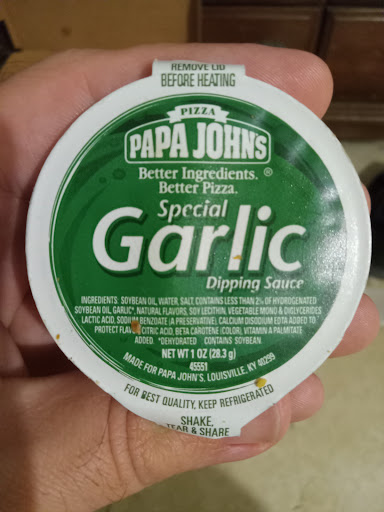 REMOVE LID
BEFORE HEATING
PIZZA
PAPA JOHNS
Better Ingredients.
Better Pizza.®
Special
Garlic
Dipping Sauce
INGREDIENTS: SOYBEAN OIL, WATER, SALT, CONTAINS LESS THAN 2% OF HYDROGENATED
SOYBEAN OIL, GARLIC*, NATURAL FLAVORS, SOY LECITHIN, VEGETABLE MONO & DIGLYCERIDES
LACTIC ACID, SODIUM BENZOATE (A PRESERVATIVE), CALCIUM DISODIUM EDTA ADDED TO
PROTECT FLAV CITRIC ACID, BETA CAROTENE (COLOR), VITAMIN A PALMITATE
ADDED. *DEHYDRATED CONTAINS SOYBEAN.
NET WT 1 OZ (28.3 g)
45551
MADE FOR PAPA JOHN'S, LOUISVILLE, KY 40299
FOR BEST QUALITY, KEEP REFRIGERATED
SHAKE,
TEAR & SHARE